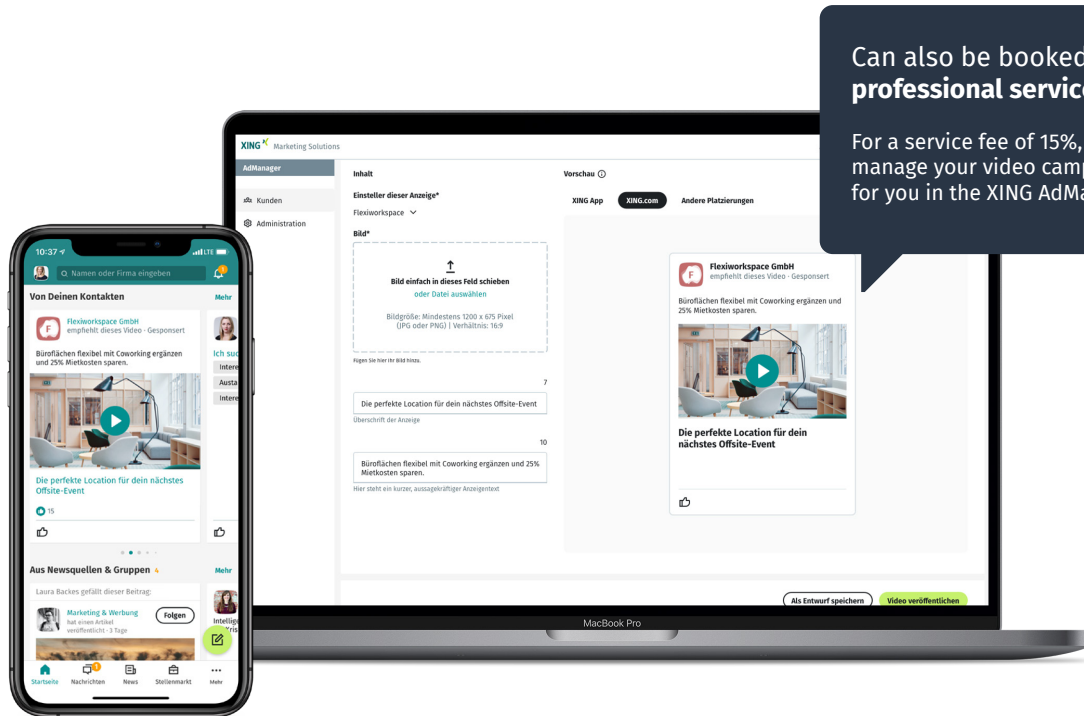 Can also be booked
professional service
For a service fee of 15%,
manage your video camp
for you in the XING AdMa
XING Marketing Solutions
AdManager
Kunden
Administration
Inhalt
Einsteller dieser Anzeige*
Flexiworkspace
Bild*
Bild einfach in dieses Feld schieben
oder Datei auswählen
Bildgröße: Mindestens 1200 x 675 Pixel
(JPG oder PNG) | Verhältnis: 16:9
Fügen Sie hier Ihr Bild hinzu.
7
Die perfekte Location für dein nächstes Offsite-Event
Überschrift der Anzeige
10
Büroflächen flexibel mit Coworking ergänzen und 25%
Mietkosten sparen.
Hier steht ein kurzer, aussagekräftiger Anzeigentext
Vorschau
XING App
XING.com
Andere Platzierungen
F
Flexiworkspace GmbH
empfiehlt dieses Video - Gesponsert
Büroflächen flexibel mit Coworking ergänzen und
25% Mietkosten sparen.
Die perfekte Location für dein
nächstes Offsite-Event
Als Entwurf speichern
Video veröffentlichen
MacBook Pro
10:37
LTE
Namen oder Firma eingeben
Von Deinen Kontakten
Mehr
F
Flexiworkspace GmbH
empfiehlt dieses Video - Gesponsert
Büroflächen flexibel mit Coworking ergänzen
und 25% Mietkosten sparen.
Die perfekte Location für dein nächstes
Offsite-Event
15
Ich suc
Intere
Austa
Intere
Aus Newsquellen & Gruppen 4
Mehr
Laura Backes gefällt dieser Beitrag:
Marketing & Werbung
hat einen Artikel
veröffentlicht - 3 Tage
Folgen
Intellige
Kris
Startseite
Nachrichten
1
News
Stellenmarkt
Mehr